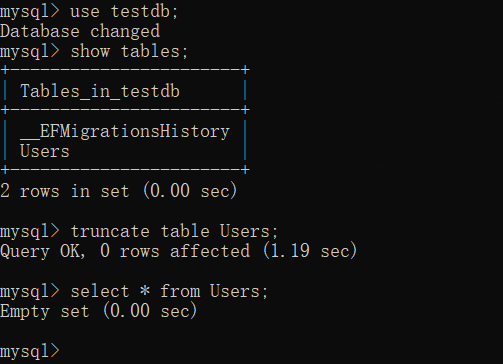 mysql> use testdb;
Database changed
mysql> show tables;
+-----------------------+
| Tables_in_testdb      |
+-----------------------+
| __EFMigrationsHistory |
| Users                 |
+-----------------------+
2 rows in set (0.00 sec)
mysql> truncate table Users;
Query OK, 0 rows affected (1.19 sec)
mysql> select * from Users;
Empty set (0.00 sec)
mysql>